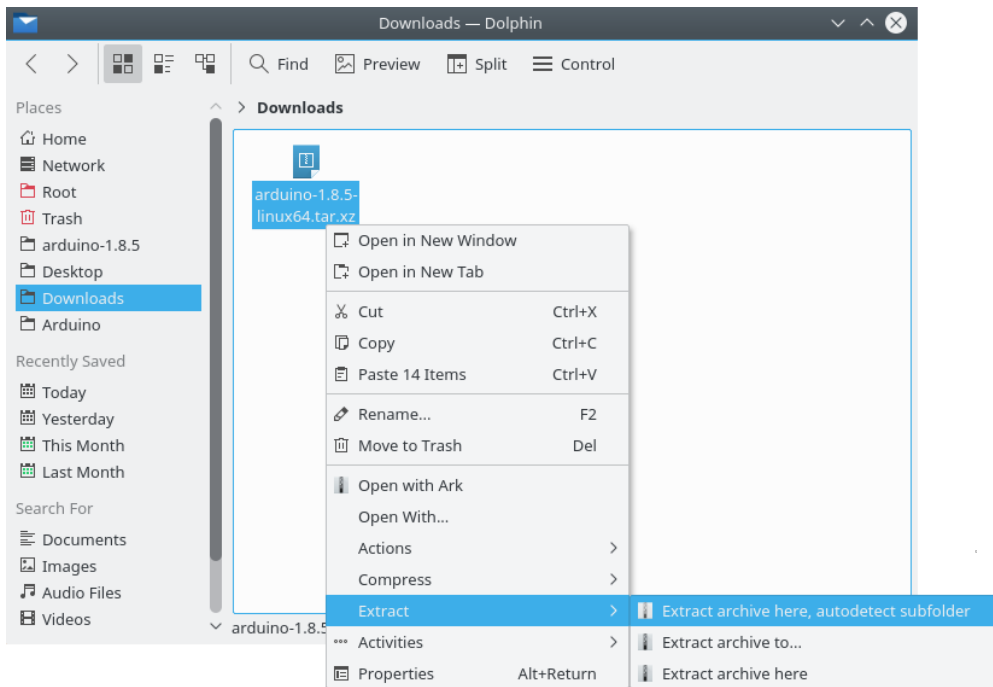 Downloads — Dolphin
Find Preview Split Control
Places
Home
Network
Root
Trash
arduino-1.8.5
Desktop
Downloads
Arduino
Recently Saved
Today
Yesterday
This Month
Last Month
Search For
Documents
Images
Audio Files
Videos
Downloads
arduino-1.8.5-
linux64.tar.xz
arduino-1.8.5
Open in New Window
Open in New Tab
Cut Ctrl+X
Copy Ctrl+C
Paste 14 Items Ctrl+V
Rename... F2
Move to Trash Del
Open with Ark
Open With...
Actions
Compress
Extract
Activities
Properties Alt+Return
Extract archive here, autodetect subfolder
Extract archive to...
Extract archive here